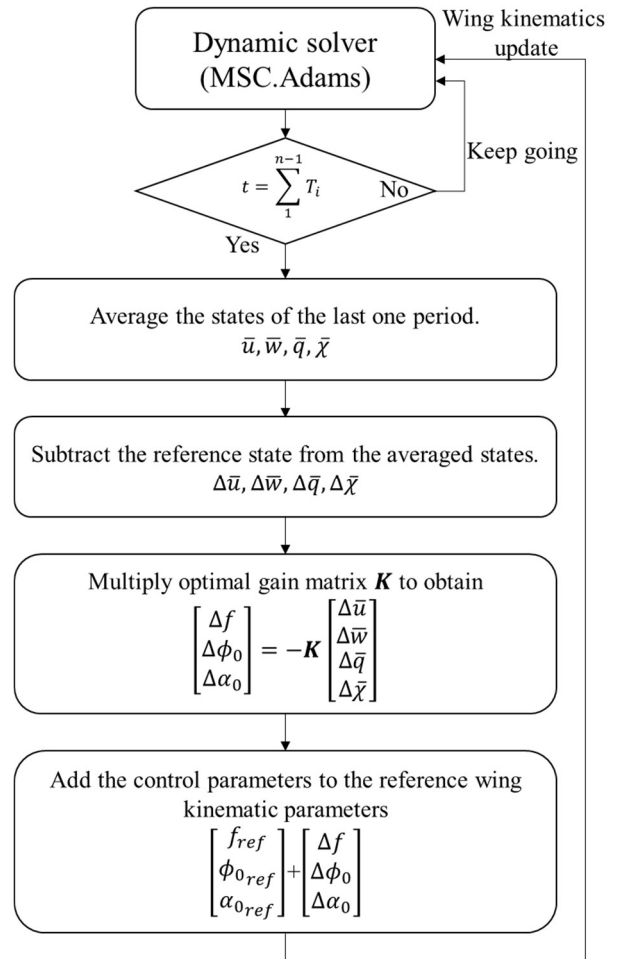 Wing kinematics
update
Dynamic solver
(MSC.Adams)
Keep going
n−1
t = ∑ Tᵢ
1
No
Yes
Average the states of the last one period.
ū, w̄, q̄, χ̄
Subtract the reference state from the averaged states.
Δū, Δw̄, Δq̄, Δχ̄
Multiply optimal gain matrix K to obtain
[Δf Δϕ₀ Δα₀] = −K [Δū Δw̄ Δq̄ Δχ̄]
Add the control parameters to the reference wing
kinematic parameters
[f_ref ϕ₀_ref α₀_ref] + [Δf Δϕ₀ Δα₀]